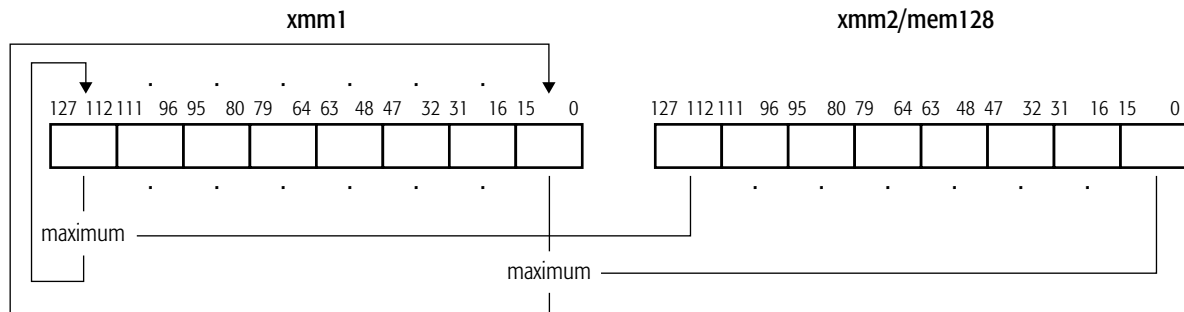 xmm1 xmm2/mem128
. . . . . . 
127 112 111 96 95 80 79 64 63 48 47 32 31 16 15 0 127 112 111 96 95 80 79 64 63 48 47 32 31 16 15 0
. . . . . . . . . . . .
maximum
maximum